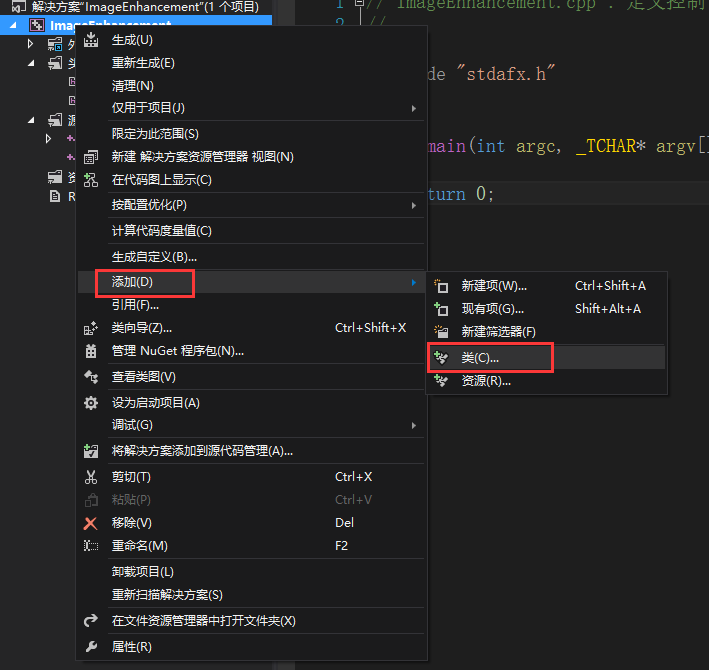 解决方案"ImageEnhancement"(1 个项目)
ImageEnhancement
1 // ImageEnhancement.cpp : 定义控制
2 //
de "stdafx.h"
main(int argc, _TCHAR* argv[]
turn 0;
生成(U)
重新生成(E)
清理(N)
仅用于项目(J)
限定为此范围(S)
新建 解决方案资源管理器 视图(N)
在代码图上显示(C)
按配置优化(P)
计算代码度量值(C)
生成自定义(B)...
添加(D)
引用(F)...
类向导(Z)... Ctrl+Shift+X
管理 NuGet 程序包(N)...
查看类图(V)
设为启动项目(A)
调试(G)
将解决方案添加到源代码管理(A)...
剪切(T) Ctrl+X
粘贴(P) Ctrl+V
移除(V) Del
重命名(M) F2
卸载项目(L)
重新扫描解决方案(S)
在文件资源管理器中打开文件夹(X)
属性(R)
新建项(W)... Ctrl+Shift+A
现有项(G)... Shift+Alt+A
新建筛选器(F)
类(C)...
资源(R)...